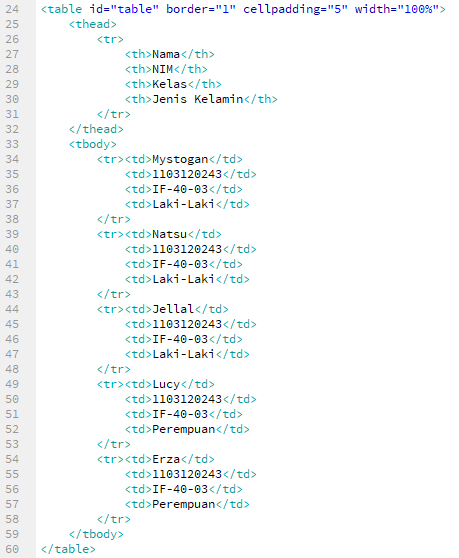 24 <table id="table" border="1" cellpadding="5" width="100%">
25     <thead>
26         <tr>
27             <th>Nama</th>
28             <th>NIM</th>
29             <th>Kelas</th>
30             <th>Jenis Kelamin</th>
31         </tr>
32     </thead>
33     <tbody>
34         <tr><td>Mystogan</td>
35             <td>1103120243</td>
36             <td>IF-40-03</td>
37             <td>Laki-Laki</td>
38         </tr>
39         <tr><td>Natsu</td>
40             <td>1103120243</td>
41             <td>IF-40-03</td>
42             <td>Laki-Laki</td>
43         </tr>
44         <tr><td>Jellal</td>
45             <td>1103120243</td>
46             <td>IF-40-03</td>
47             <td>Laki-Laki</td>
48         </tr>
49         <tr><td>Lucy</td>
50             <td>1103120243</td>
51             <td>IF-40-03</td>
52             <td>Perempuan</td>
53         </tr>
54         <tr><td>Erza</td>
55             <td>1103120243</td>
56             <td>IF-40-03</td>
57             <td>Perempuan</td>
58         </tr>
59     </tbody>
60 </table>